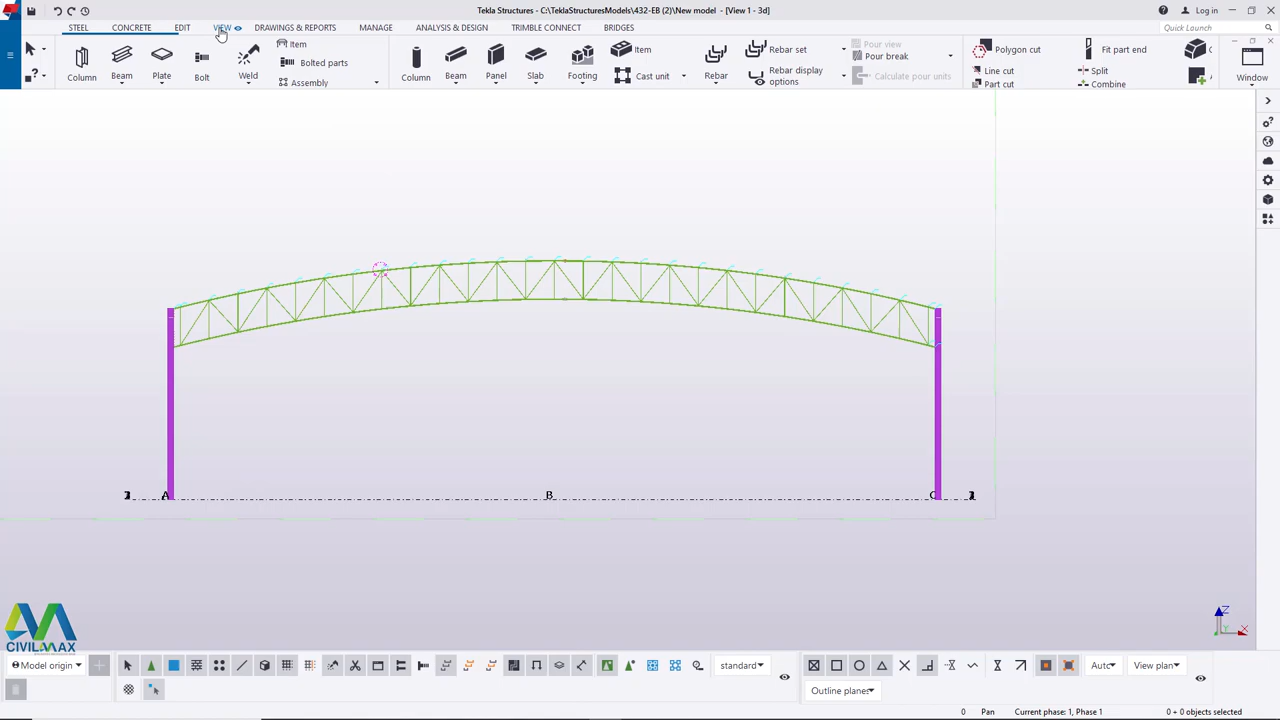 Tekla Structures - C:\TeklaStructuresModels\432-EB (2)\New model - [View 1 - 3d]
Log in
STEEL CONCRETE EDIT VIEW DRAWINGS & REPORTS MANAGE ANALYSIS & DESIGN TRIMBLE CONNECT BRIDGES
Quick Launch
Column Beam Plate Bolt Weld
Item
Bolted parts
Assembly
Column Beam Panel Slab Footing
Item
Cast unit
Rebar
Rebar set
Rebar display options
Pour view
Pour break
Calculate pour units
Polygon cut
Line cut
Part cut
Fit part end
Split
Combine
Window
A B C
Z
Y X
CIVILMAX
Model origin
standard
Auto
View plan
Outline planes
0 Pan Current phase: 1, Phase 1 0 + 0 objects selected